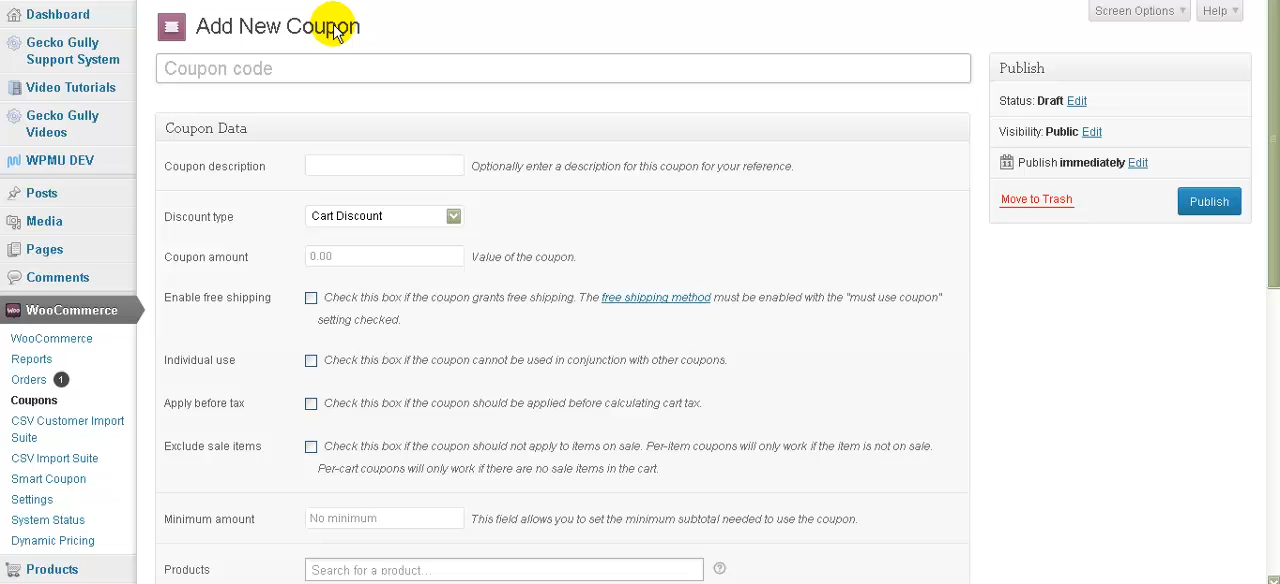 Dashboard
Gecko Gully
Support System
Video Tutorials
Gecko Gully
Videos
WPMU DEV
Posts
Media
Pages
Comments
WooCommerce
WooCommerce
Reports
Orders 1
Coupons
CSV Customer Import
Suite
CSV Import Suite
Smart Coupon
Settings
System Status
Dynamic Pricing
Products
Screen Options
Help
Add New Coupon
Coupon code
Coupon Data
Coupon description
Optionally enter a description for this coupon for your reference.
Discount type
Cart Discount
Coupon amount
0.00
Value of the coupon.
Enable free shipping
Check this box if the coupon grants free shipping. The free shipping method must be enabled with the "must use coupon"
setting checked.
Individual use
Check this box if the coupon cannot be used in conjunction with other coupons.
Apply before tax
Check this box if the coupon should be applied before calculating cart tax.
Exclude sale items
Check this box if the coupon should not apply to items on sale. Per-item coupons will only work if the item is not on sale.
Per-cart coupons will only work if there are no sale items in the cart.
Minimum amount
No minimum
This field allows you to set the minimum subtotal needed to use the coupon.
Products
Search for a product...
Publish
Status: Draft Edit
Visibility: Public Edit
Publish immediately Edit
Move to Trash
Publish